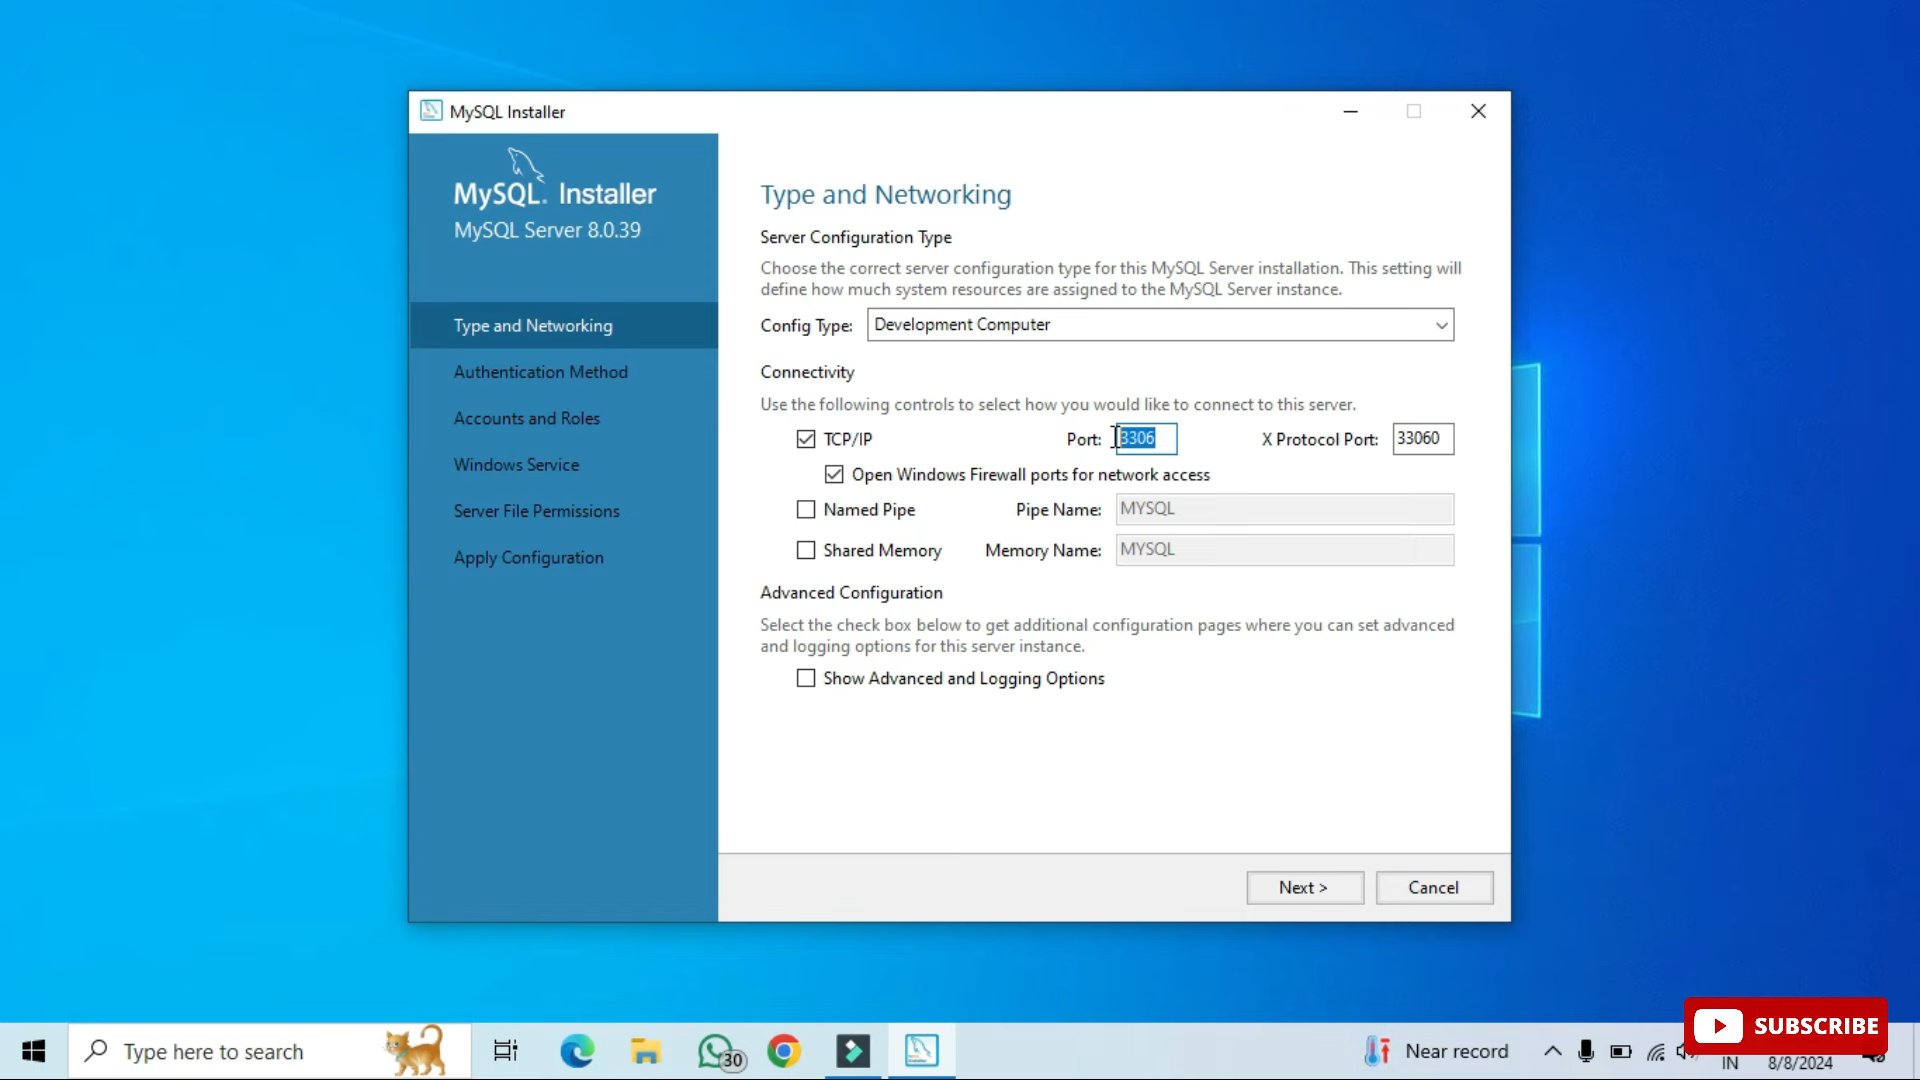 MySQL Installer
MySQL. Installer
MySQL Server 8.0.39
Type and Networking
Authentication Method
Accounts and Roles
Windows Service
Server File Permissions
Apply Configuration
Type and Networking
Server Configuration Type
Choose the correct server configuration type for this MySQL Server installation. This setting will
define how much system resources are assigned to the MySQL Server instance.
Config Type: Development Computer
Connectivity
Use the following controls to select how you would like to connect to this server.
TCP/IP Port: 3306 X Protocol Port: 33060
Open Windows Firewall ports for network access
Named Pipe Pipe Name: MYSQL
Shared Memory Memory Name: MYSQL
Advanced Configuration
Select the check box below to get additional configuration pages where you can set advanced
and logging options for this server instance.
Show Advanced and Logging Options
Next > Cancel
SUBSCRIBE
Type here to search
30
Near record
IN 8/8/2024